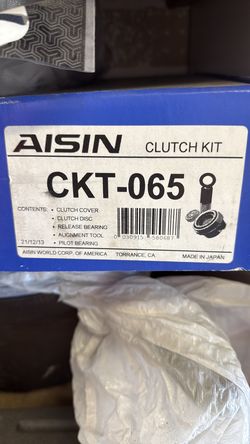 AISIN CLUTCH KIT
CKT-065
CONTENTS: • CLUTCH COVER
• CLUTCH DISC
• RELEASE BEARING
• ALIGNMENT TOOL
21/12/13 • PILOT BEARING
AISIN WORLD CORP. OF AMERICA TORRANCE, CA. MADE IN JAPAN